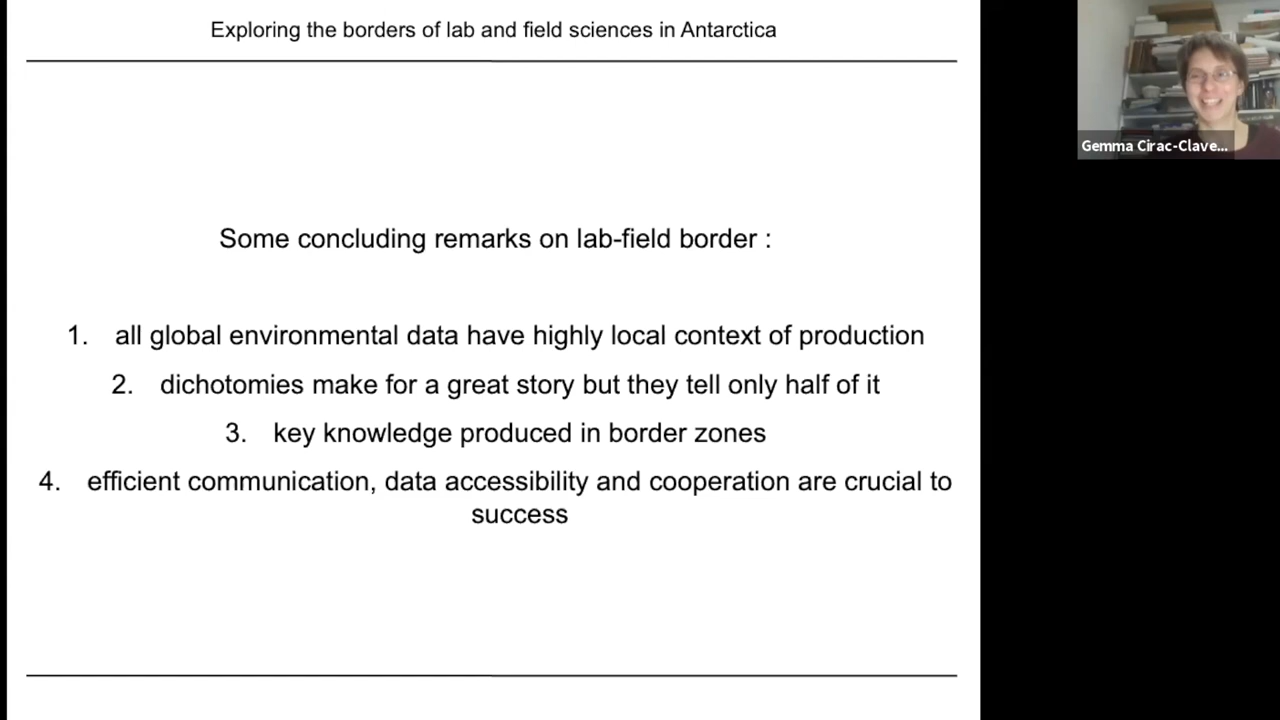 Exploring the borders of lab and field sciences in Antarctica
Gemma Cirac-Clave...
Some concluding remarks on lab-field border :
1. all global environmental data have highly local context of production
2. dichotomies make for a great story but they tell only half of it
3. key knowledge produced in border zones
4. efficient communication, data accessibility and cooperation are crucial to
success